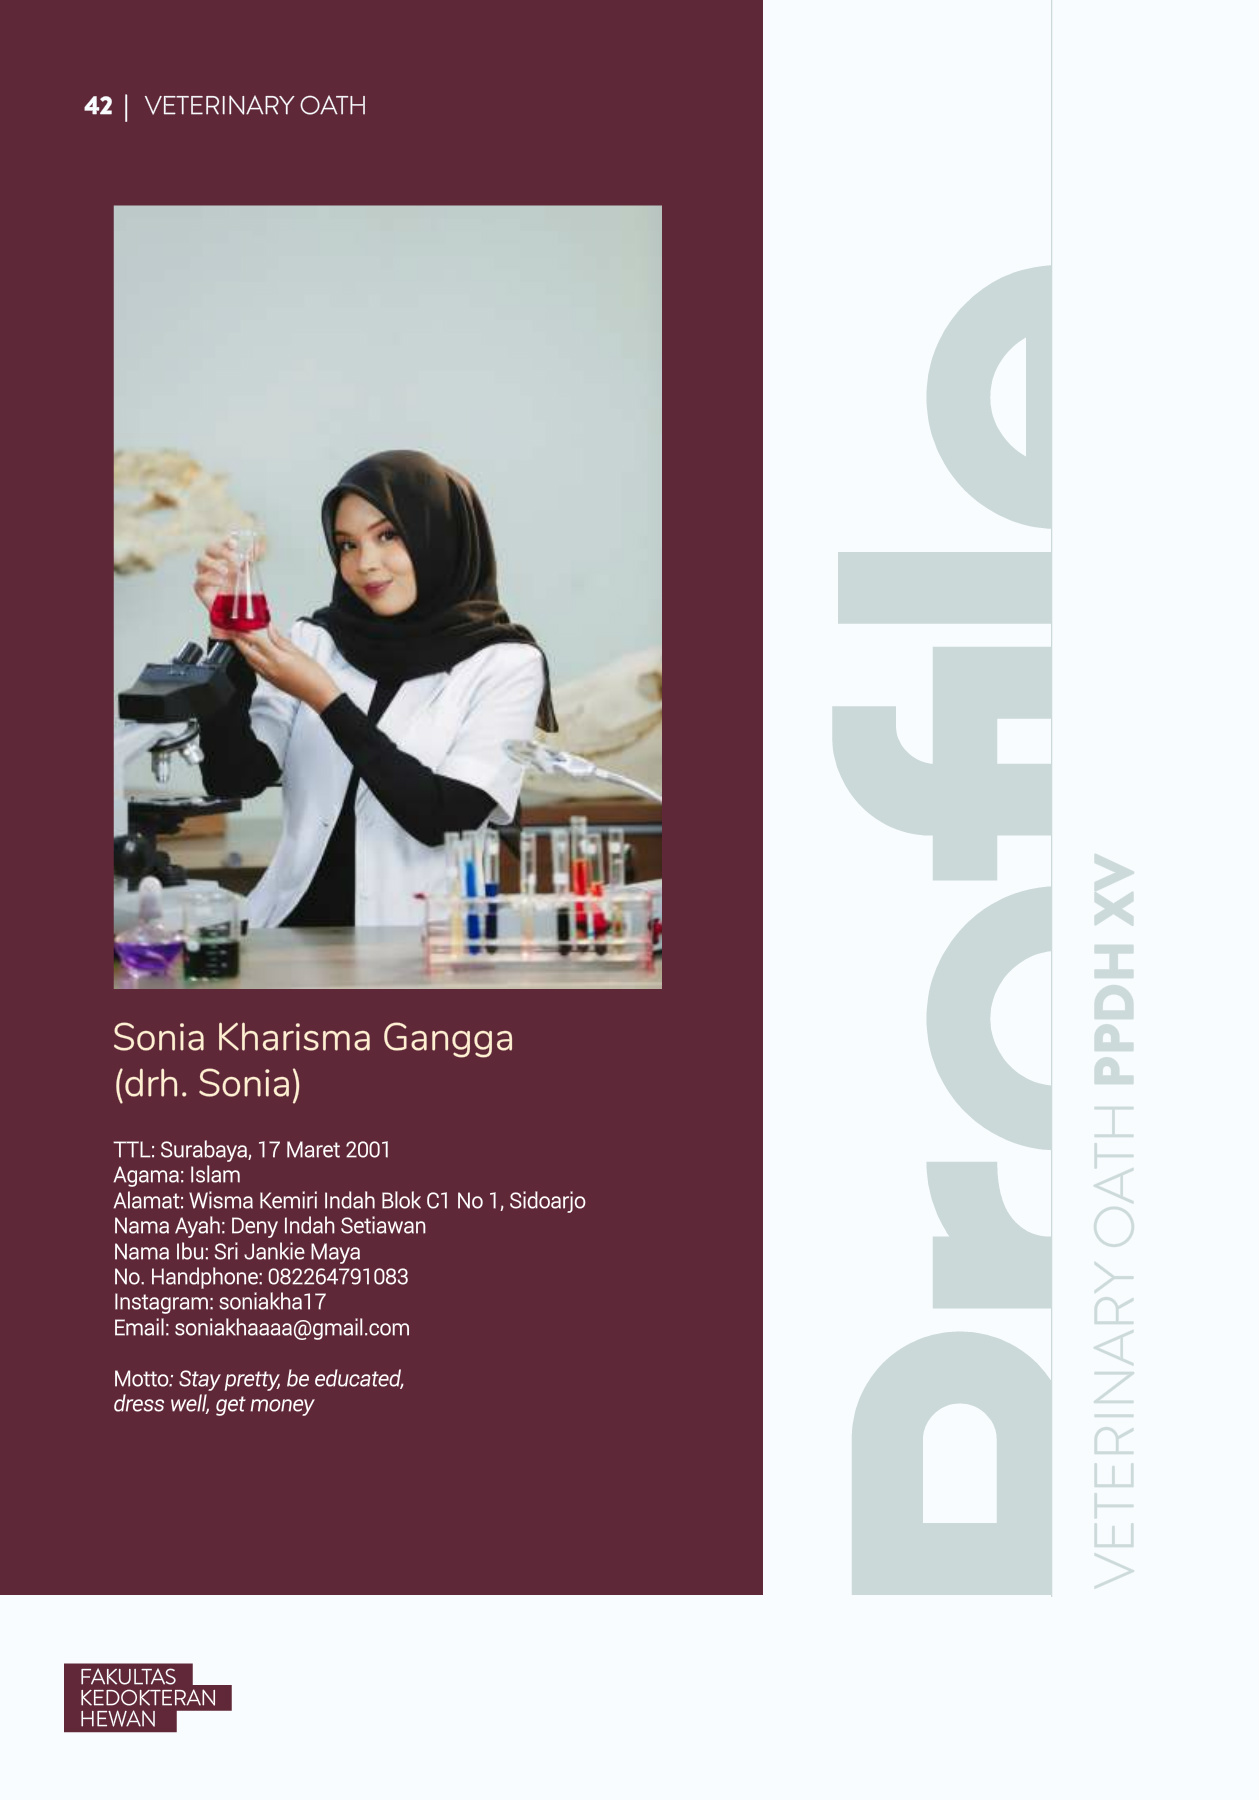 42 | VETERINARY OATH
Sonia Kharisma Gangga
(drh. Sonia)
TTL: Surabaya, 17 Maret 2001
Agama: Islam
Alamat: Wisma Kemiri Indah Blok C1 No 1, Sidoarjo
Nama Ayah: Deny Indah Setiawan
Nama Ibu: Sri Jankie Maya
No. Handphone: 082264791083
Instagram: soniakha17
Email: soniakhaaaa@gmail.com
Motto: Stay pretty, be educated,
dress well, get money
Profile
VETERINARY OATH PPDH XV
FAKULTAS
KEDOKTERAN
HEWAN